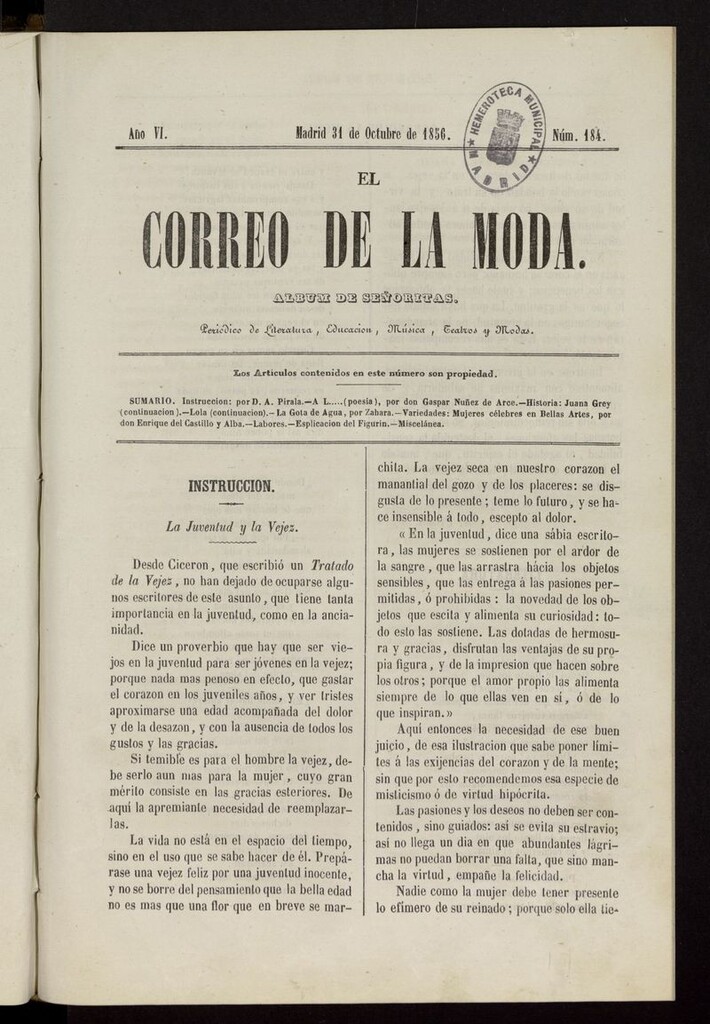 Año VI.
Madrid 31 de Octubre de 1856.
Núm. 184.
HEMEROTECA MUNICIPAL
MADRID
EL
CORREO DE LA MODA.
ALBUM DE SEÑORITAS.
Periódico de Literatura, Educacion, Música, Teatros y Modas.
Los Artículos contenidos en este número son propiedad.
SUMARIO. Instruccion: por D. A. Pirala.—A L.....(poesía), por don Gaspar Nuñez de Arce.—Historia: Juana Grey
(continuacion).—Lola (continuacion).—La Gota de Agua, por Zabara.—Variedades: Mujeres célebres en Bellas Artes, por
don Enrique del Castillo y Alba.—Labores.—Esplicacion del Figurin.—Miscelánea.
INSTRUCCION.
La Juventud y la Vejez.
Desde Ciceron, que escribió un Tratado
de la Vejez, no han dejado de ocuparse algu-
nos escritores de este asunto, que tiene tanta
importancia en la juventud, como en la ancia-
nidad.
Dice un proverbio que hay que ser vie-
jos en la juventud para ser jóvenes en la vejez;
porque nada mas penoso en efecto, que gastar
el corazon en los juveniles años, y ver tristes
aproximarse una edad acompañada del dolor
y de la desazon, y con la ausencia de todos los
gustos y las gracias.
Si temible es para el hombre la vejez, de-
be serlo aun mas para la mujer, cuyo gran
mérito consiste en las gracias esteriores. De
aquí la apremiante necesidad de reemplazar-
las.
La vida no está en el espacio del tiempo,
sino en el uso que se sabe hacer de él. Prepá-
rase una vejez feliz por una juventud inocente,
y no se borre del pensamiento que la bella edad
no es mas que una flor que en breve se mar-
chita. La vejez seca en nuestro corazon el
manantial del gozo y de los placeres: se dis-
gusta de lo presente; teme lo futuro, y se ha-
ce insensible á todo, escepto al dolor.
« En la juventud, dice una sábia escrito-
ra, las mujeres se sostienen por el ardor de
la sangre, que las arrastra hácia los objetos
sensibles, que las entrega á las pasiones per-
mitidas, ó prohibidas: la novedad de los ob-
jetos que escita y alimenta su curiosidad: to-
do esto las sostiene. Las dotadas de hermosu-
ra y gracias, disfrutan las ventajas de su pro-
pia figura, y de la impresion que hacen sobre
los otros; porque el amor propio las alimenta
siempre de lo que ellas ven en sí, ó de lo
que inspiran.»
Aquí entonces la necesidad de ese buen
juicio, de esa ilustracion que sabe poner lími-
tes á las exijencias del corazon y de la mente;
sin que por esto recomendemos esa especie de
misticismo ó de virtud hipócrita.
Las pasiones y los deseos no deben ser con-
tenidos, sino guiados: así se evita su estravio;
así no llega un dia en que abundantes lágri-
mas no puedan borrar una falta, que sino man-
cha la virtud, empañe la felicidad.
Nadie como la mujer debe tener presente
lo efímero de su reinado; porque solo ella tie-